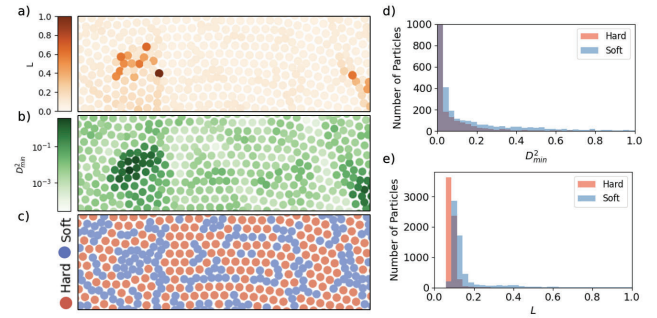 a)
1.0
0.8
0.6
0.4
0.2
0.0
L
b)
10⁻¹
10⁻³
D²min
c)
Hard Soft
d)
1000
800
600
400
200
0
Number of Particles
0.0 0.2 0.4 0.6 0.8 1.0
D²min
Hard
Soft
e)
3000
2000
1000
0
Number of Particles
0.0 0.2 0.4 0.6 0.8 1.0
L
Hard
Soft